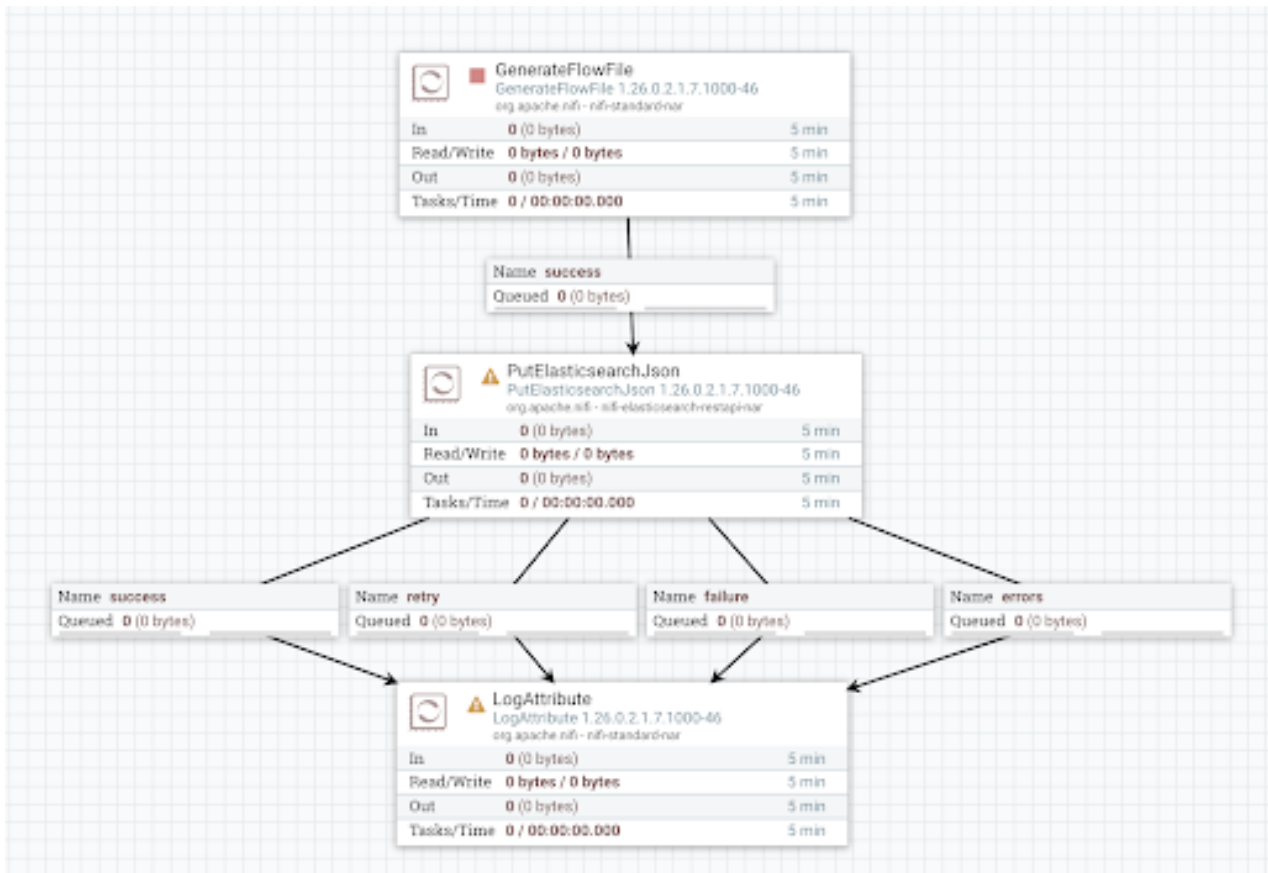 GenerateFlowFile
GenerateFlowFile 1.26.0.2.1.7.1000-46
org.apache.nifi - nifi-standard-nar
In 0 (0 bytes) 5 min
Read/Write 0 bytes / 0 bytes 5 min
Out 0 (0 bytes) 5 min
Tasks/Time 0 / 00:00:00.000 5 min
Name success
Queued 0 (0 bytes)
PutElasticsearchJson
PutElasticsearchJson 1.26.0.2.1.7.1000-46
org.apache.nifi - nifi-elasticsearch-restapi-nar
In 0 (0 bytes) 5 min
Read/Write 0 bytes / 0 bytes 5 min
Out 0 (0 bytes) 5 min
Tasks/Time 0 / 00:00:00.000 5 min
Name success
Queued 0 (0 bytes)
Name retry
Queued 0 (0 bytes)
Name failure
Queued 0 (0 bytes)
Name errors
Queued 0 (0 bytes)
LogAttribute
LogAttribute 1.26.0.2.1.7.1000-46
org.apache.nifi - nifi-standard-nar
In 0 (0 bytes) 5 min
Read/Write 0 bytes / 0 bytes 5 min
Out 0 (0 bytes) 5 min
Tasks/Time 0 / 00:00:00.000 5 min